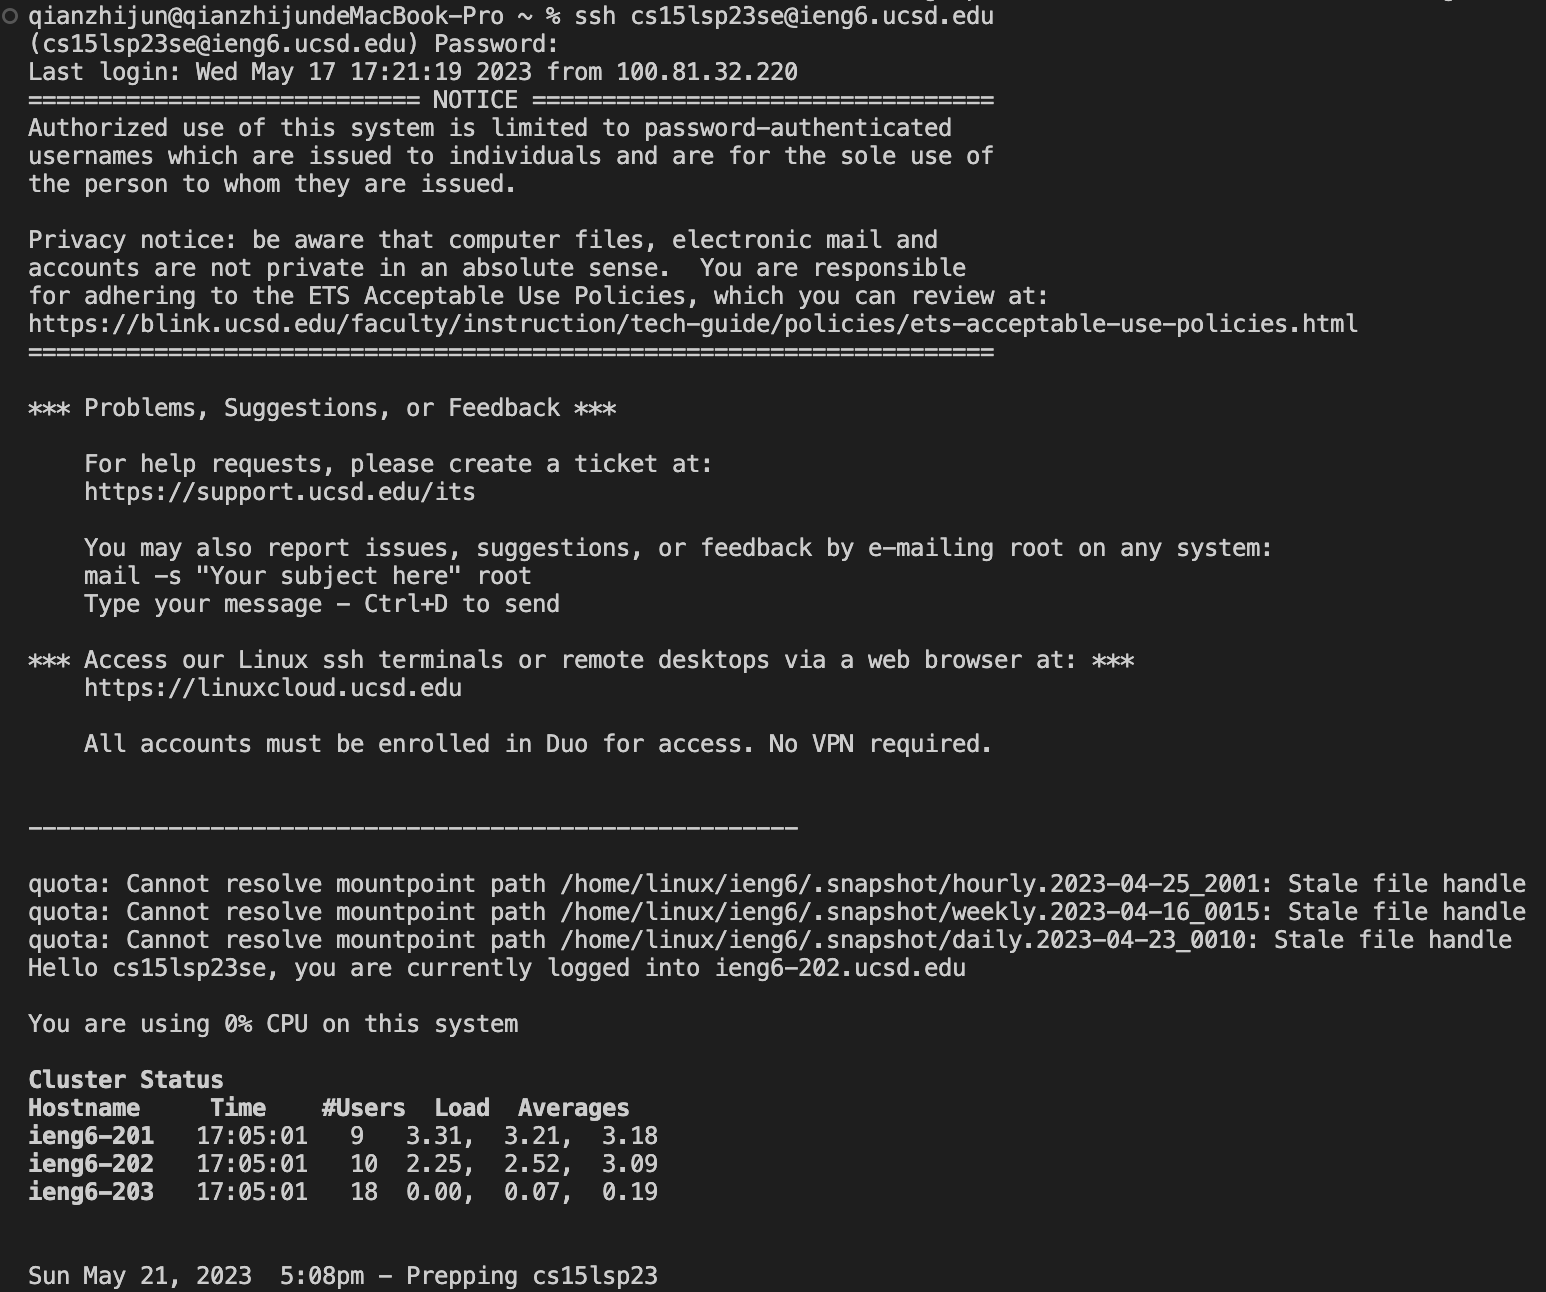 qianzhijun@qianzhijundeMacBook-Pro ~ % ssh cs15lsp23se@ieng6.ucsd.edu
(cs15lsp23se@ieng6.ucsd.edu) Password:
Last login: Wed May 17 17:21:19 2023 from 100.81.32.220
============================ NOTICE =================================
Authorized use of this system is limited to password-authenticated
usernames which are issued to individuals and are for the sole use of
the person to whom they are issued.

Privacy notice: be aware that computer files, electronic mail and
accounts are not private in an absolute sense.  You are responsible
for adhering to the ETS Acceptable Use Policies, which you can review at:
https://blink.ucsd.edu/faculty/instruction/tech-guide/policies/ets-acceptable-use-policies.html
=====================================================================

*** Problems, Suggestions, or Feedback ***

    For help requests, please create a ticket at:
    https://support.ucsd.edu/its

    You may also report issues, suggestions, or feedback by e-mailing root on any system:
    mail -s "Your subject here" root
    Type your message - Ctrl+D to send

*** Access our Linux ssh terminals or remote desktops via a web browser at: ***
    https://linuxcloud.ucsd.edu

    All accounts must be enrolled in Duo for access. No VPN required.

-------------------------------------------------------

quota: Cannot resolve mountpoint path /home/linux/ieng6/.snapshot/hourly.2023-04-25_2001: Stale file handle
quota: Cannot resolve mountpoint path /home/linux/ieng6/.snapshot/weekly.2023-04-16_0015: Stale file handle
quota: Cannot resolve mountpoint path /home/linux/ieng6/.snapshot/daily.2023-04-23_0010: Stale file handle
Hello cs15lsp23se, you are currently logged into ieng6-202.ucsd.edu

You are using 0% CPU on this system

Cluster Status
Hostname     Time    #Users  Load  Averages
ieng6-201   17:05:01   9   3.31,  3.21,  3.18
ieng6-202   17:05:01   10  2.25,  2.52,  3.09
ieng6-203   17:05:01   18  0.00,  0.07,  0.19

Sun May 21, 2023  5:08pm - Prepping cs15lsp23